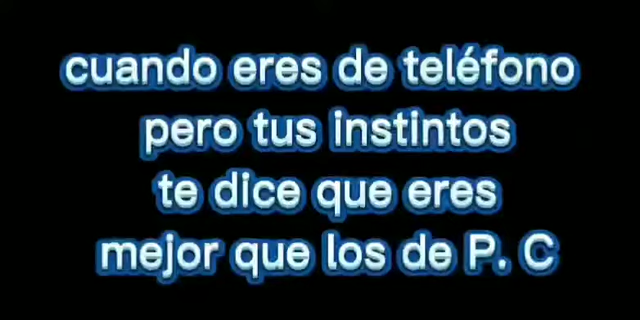 cuando eres de teléfono
pero tus instintos
te dice que eres
mejor que los de P. C